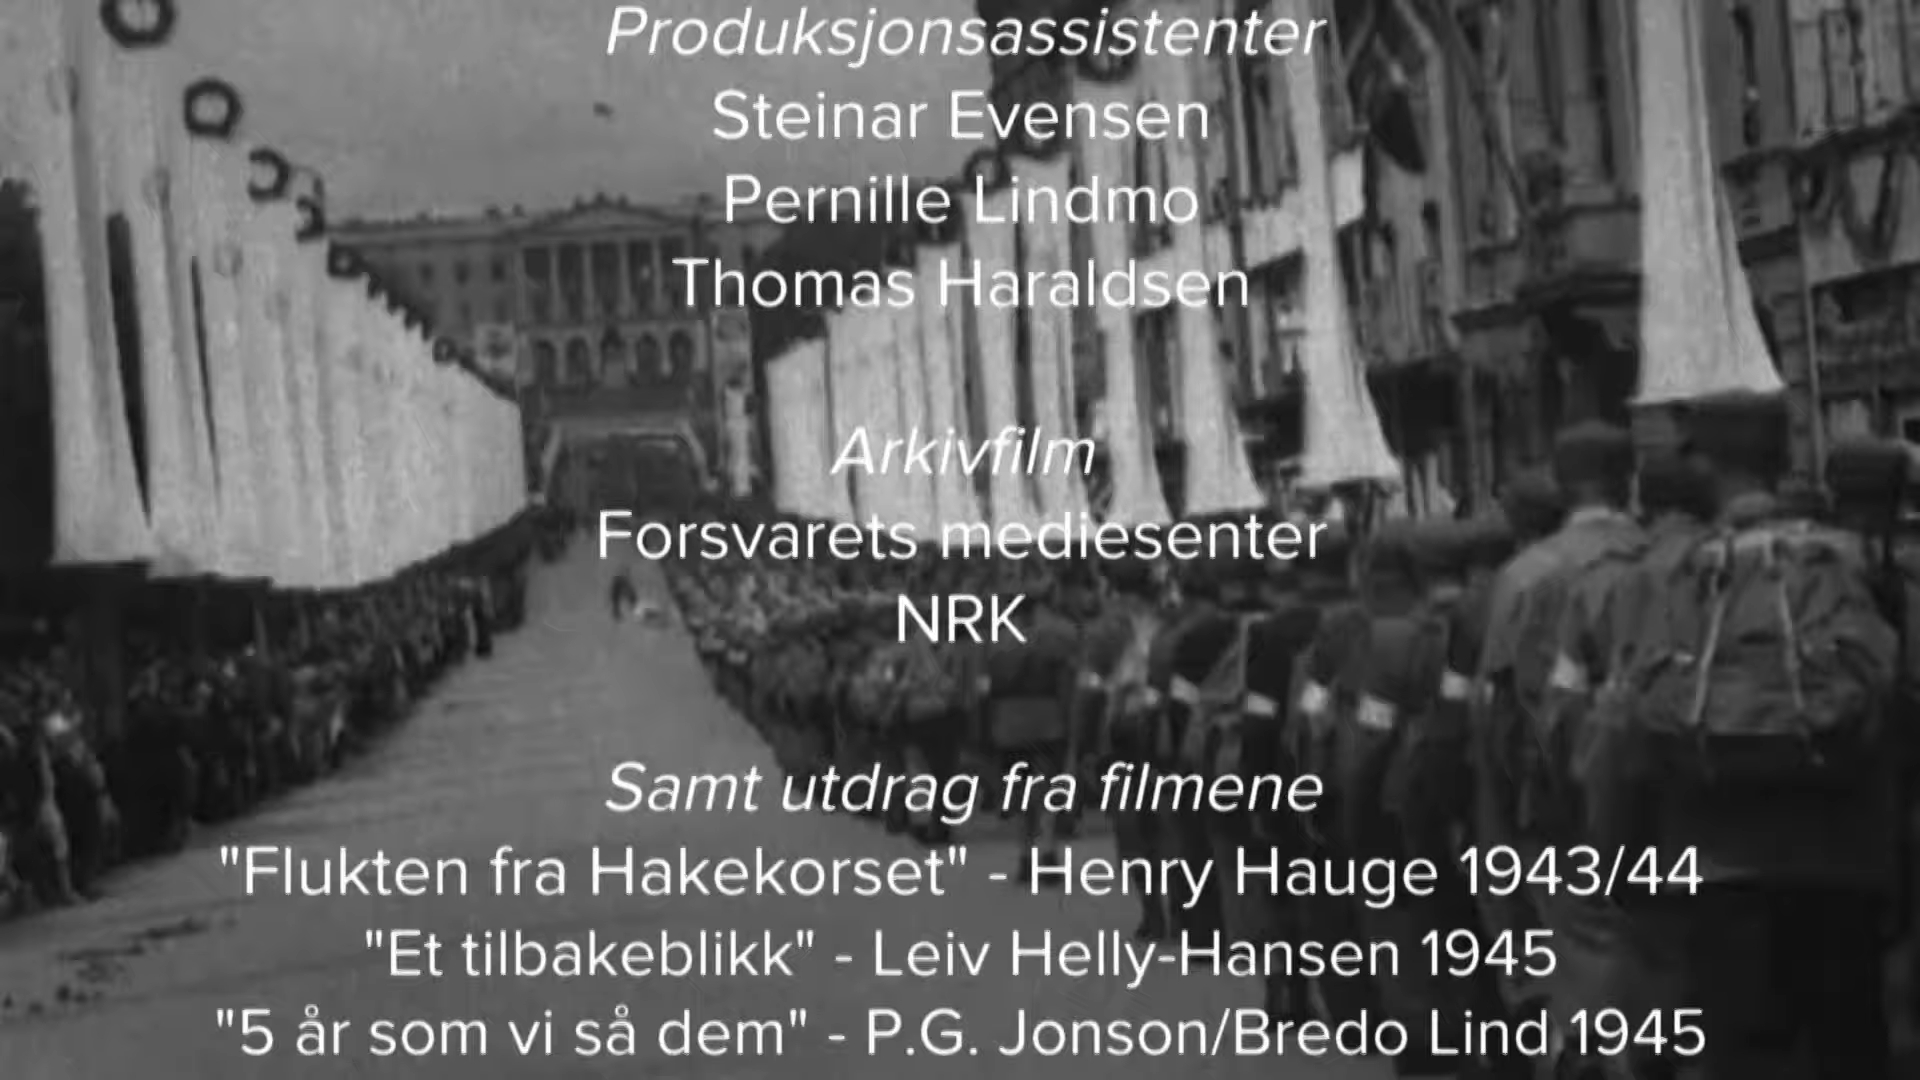 Produksjonsassistenter
Steinar Evensen
Pernille Lindmo
Thomas Haraldsen
Arkivfilm
Forsvarets mediesenter
NRK
Samt utdrag fra filmene
"Flukten fra Hakekorset" - Henry Hauge 1943/44
"Et tilbakeblikk" - Leiv Helly-Hansen 1945
"5 år som vi så dem" - P.G. Jonson/Bredo Lind 1945